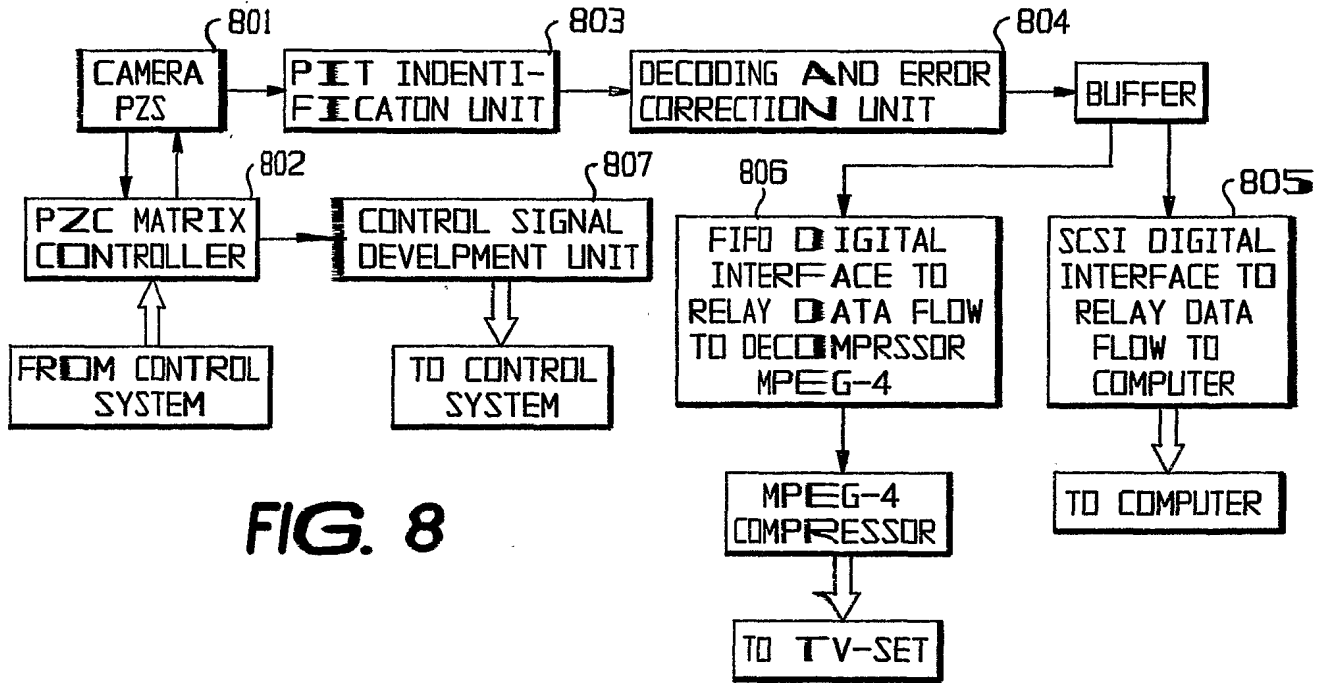 801
CAMERA
PZS
803
PIT INDENTI-
FICATON UNIT
804
DECODING AND ERROR
CORRECTION UNIT
BUFFER
802
PZC MATRIX
CONTROLLER
807
CONTROL SIGNAL
DEVELPMENT UNIT
806
FIFO DIGITAL
INTERFACE TO
RELAY DATA FLOW
TO DECOMPRSSOR
MPEG-4
805
SCSI DIGITAL
INTERFACE TO
RELAY DATA
FLOW TO
COMPUTER
FROM CONTROL
SYSTEM
TO CONTROL
SYSTEM
MPEG-4
COMPRESSOR
TO COMPUTER
TO TV-SET
FIG. 8